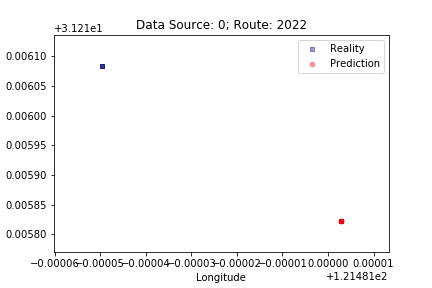 Data Source: 0; Route: 2022
+3.121e1
Reality
Prediction
0.00610
0.00605
0.00600
0.00595
0.00590
0.00585
0.00580
−0.00006 −0.00005 −0.00004 −0.00003 −0.00002 −0.00001 0.00000 0.00001
Longitude
+1.21481e2